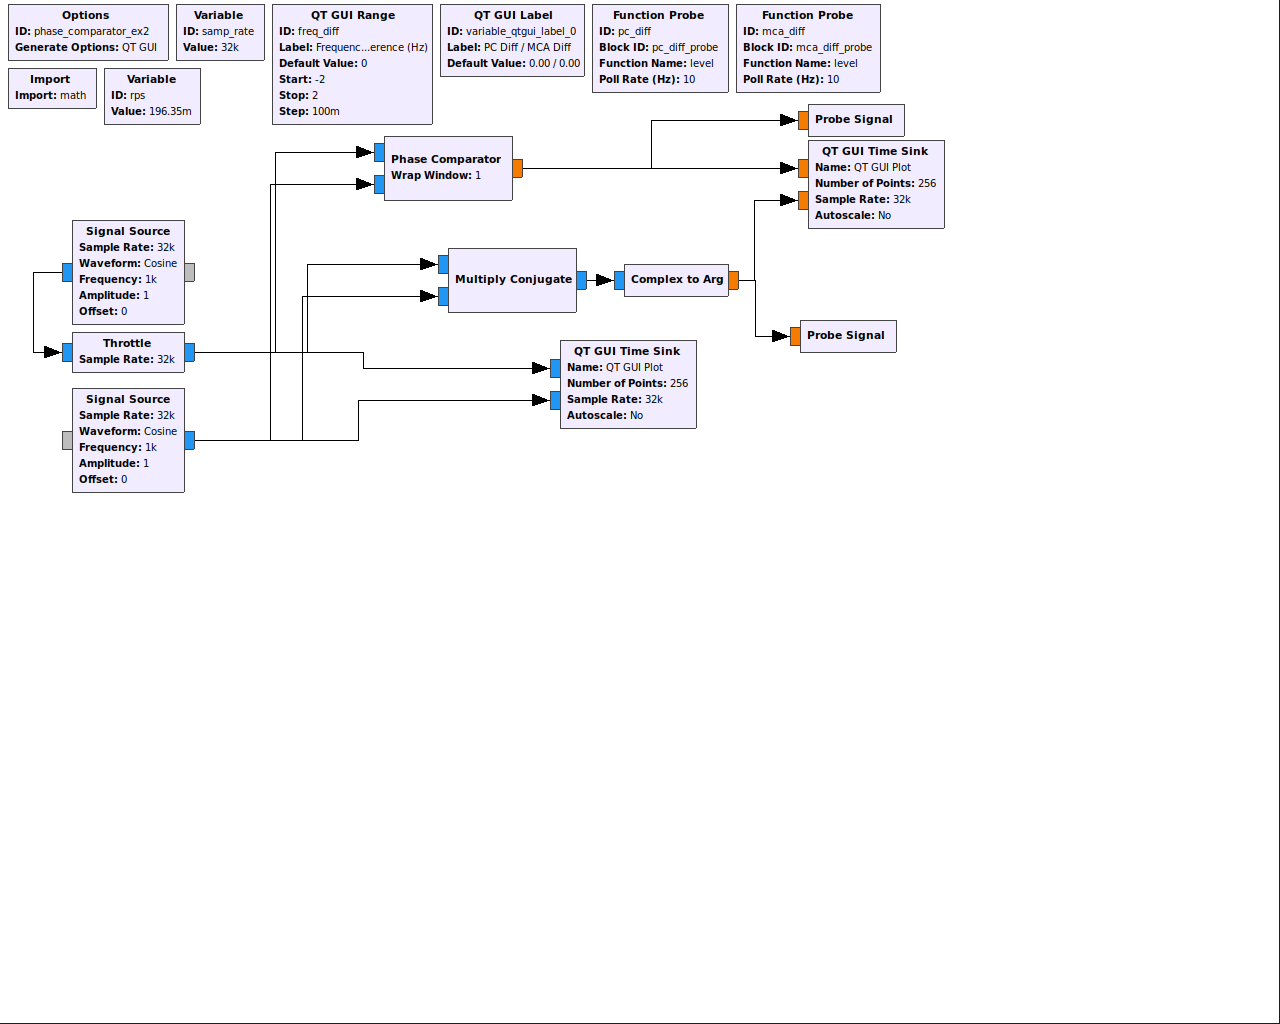 Options
ID: phase_comparator_ex2
Generate Options: QT GUI
Variable
ID: samp_rate
Value: 32k
QT GUI Range
ID: freq_diff
Label: Frequenc...erence (Hz)
Default Value: 0
Start: -2
Stop: 2
Step: 100m
QT GUI Label
ID: variable_qtgui_label_0
Label: PC Diff / MCA Diff
Default Value: 0.00 / 0.00
Function Probe
ID: pc_diff
Block ID: pc_diff_probe
Function Name: level
Poll Rate (Hz): 10
Function Probe
ID: mca_diff
Block ID: mca_diff_probe
Function Name: level
Poll Rate (Hz): 10
Import
Import: math
Variable
ID: rps
Value: 196.35m
Probe Signal
Phase Comparator
Wrap Window: 1
QT GUI Time Sink
Name: QT GUI Plot
Number of Points: 256
Sample Rate: 32k
Autoscale: No
Signal Source
Sample Rate: 32k
Waveform: Cosine
Frequency: 1k
Amplitude: 1
Offset: 0
Multiply Conjugate
Complex to Arg
Probe Signal
Throttle
Sample Rate: 32k
QT GUI Time Sink
Name: QT GUI Plot
Number of Points: 256
Sample Rate: 32k
Autoscale: No
Signal Source
Sample Rate: 32k
Waveform: Cosine
Frequency: 1k
Amplitude: 1
Offset: 0